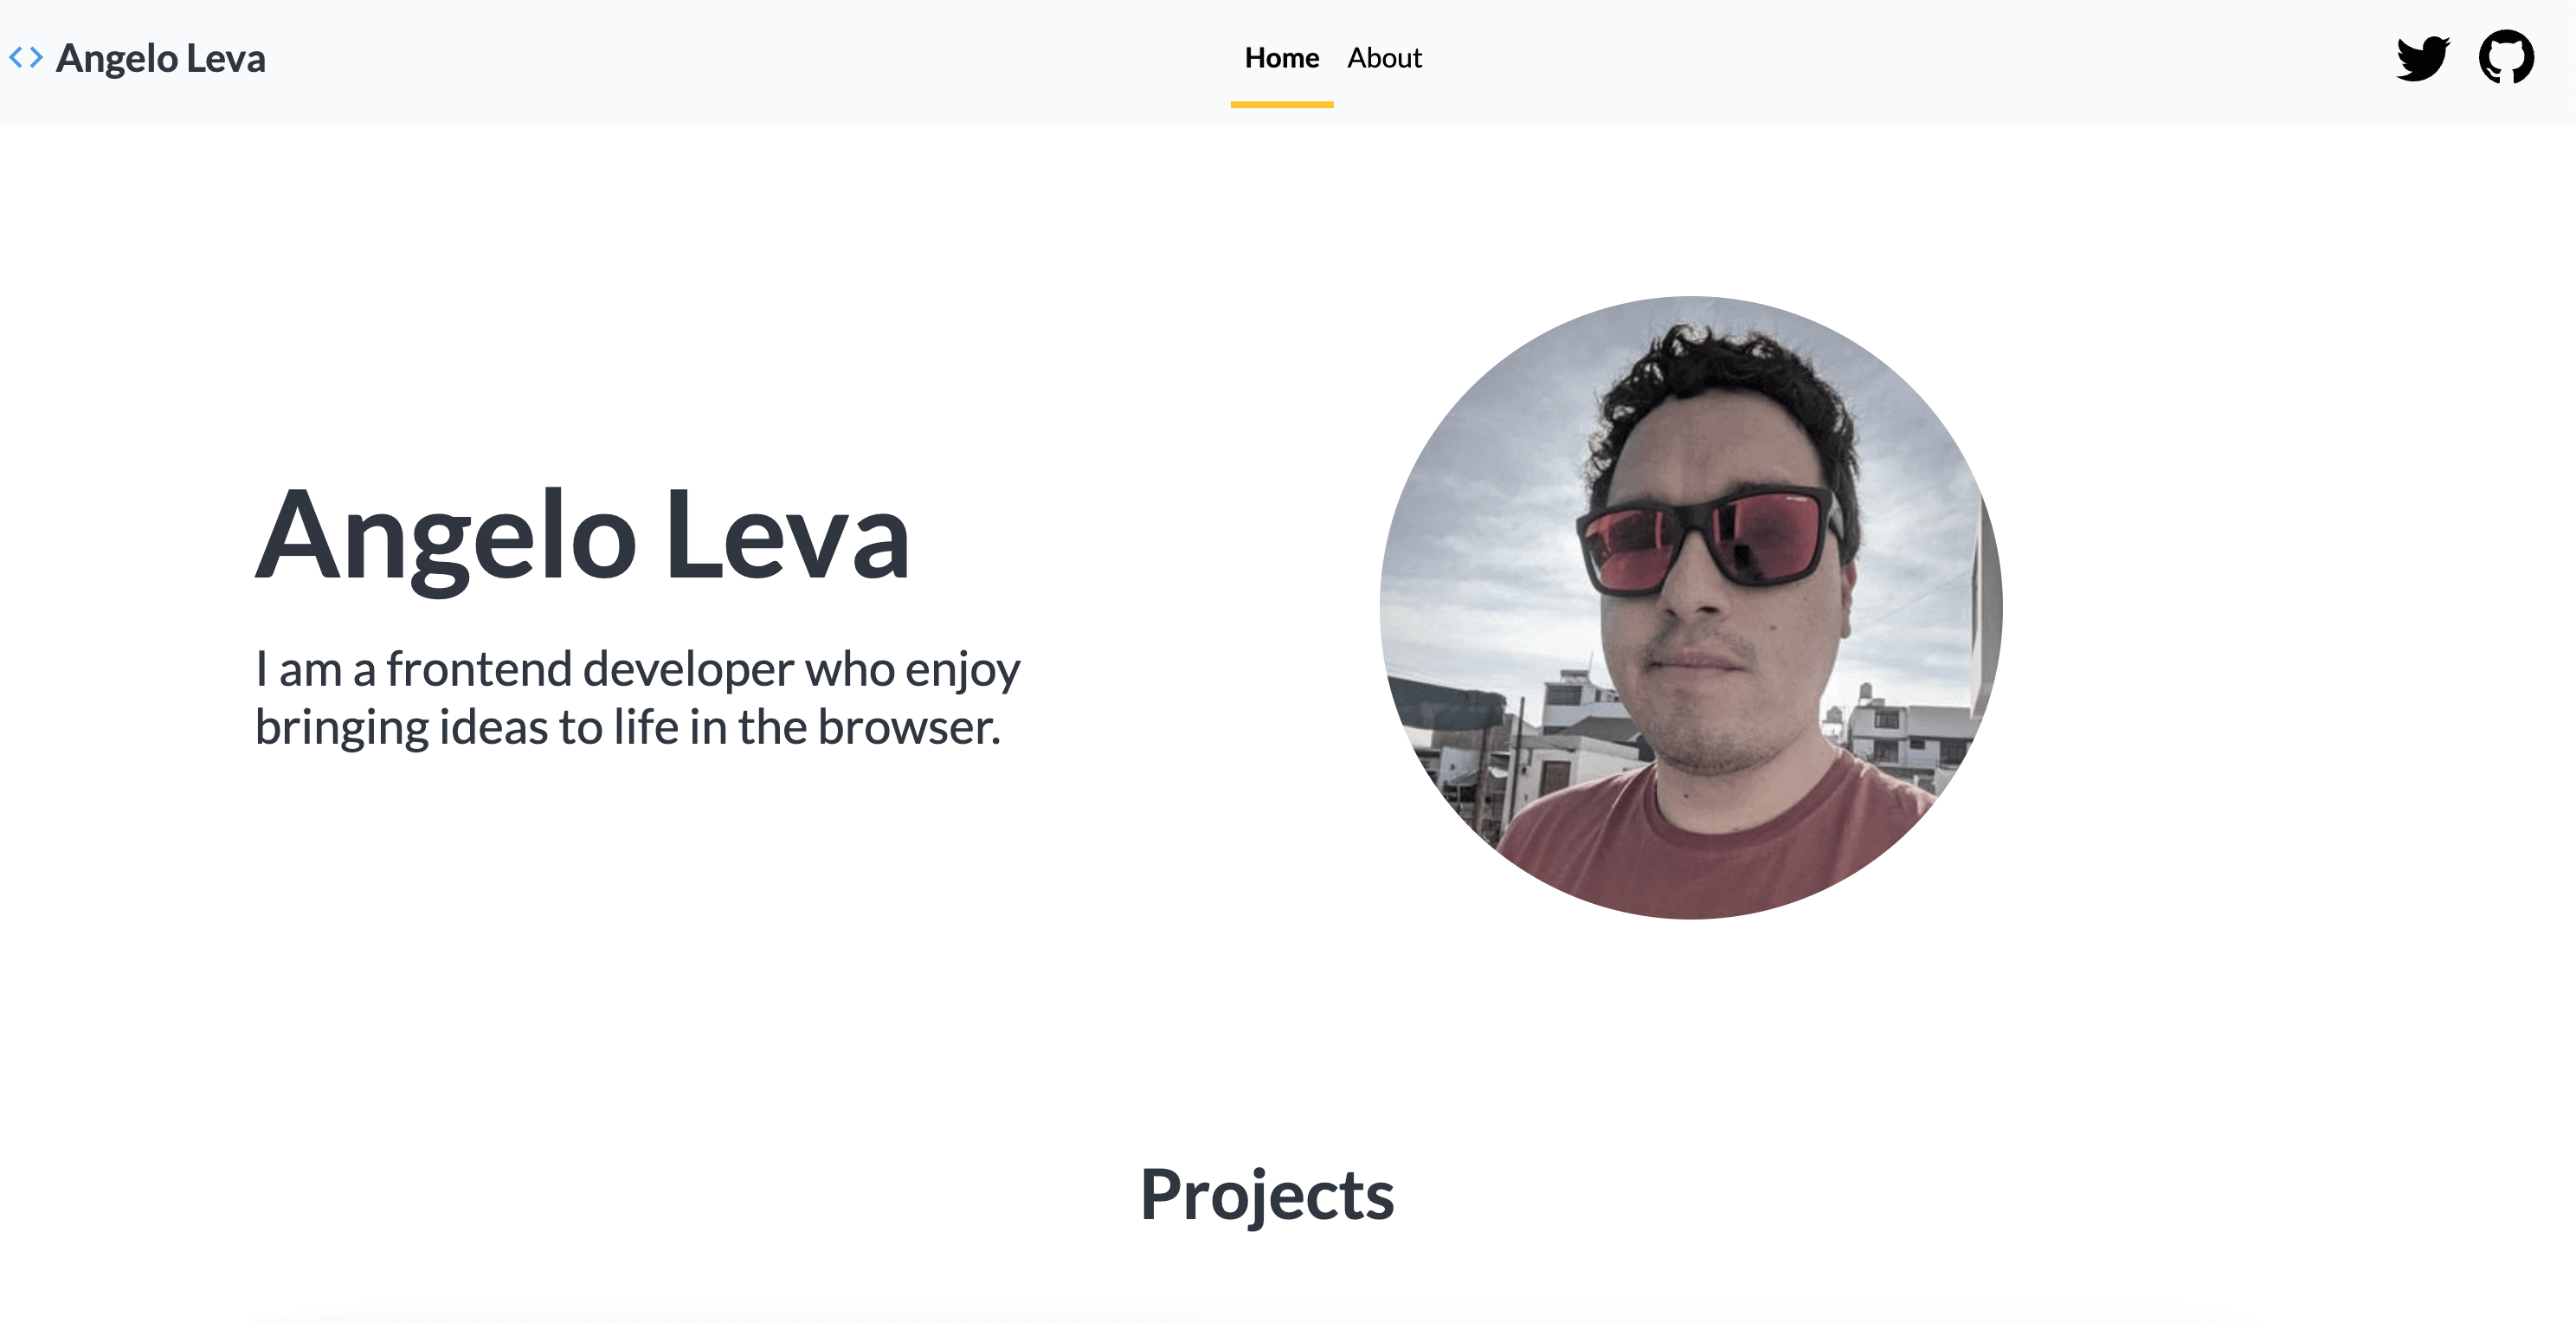 <> Angelo Leva
Home About
Angelo Leva
I am a frontend developer who enjoy
bringing ideas to life in the browser.
Projects